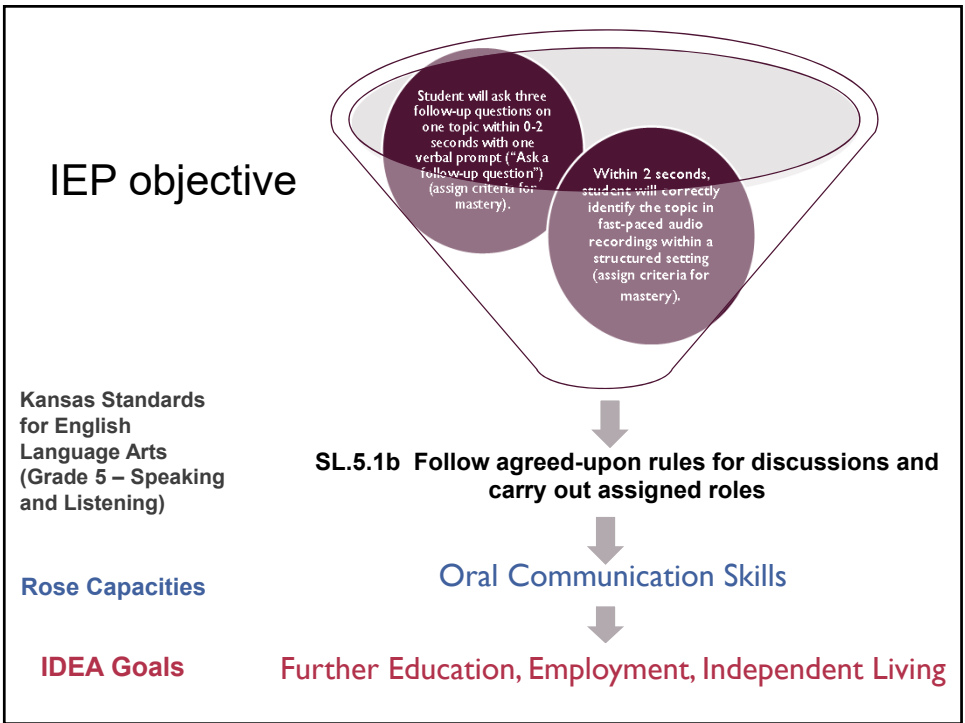 IEP objective
Student will ask three
follow-up questions on
one topic within 0-2
seconds with one
verbal prompt ("Ask a
follow-up question")
(assign criteria for
mastery).
Within 2 seconds,
student will correctly
identify the topic in
fast-paced audio
recordings within a
structured setting
(assign criteria for
mastery).
Kansas Standards
for English
Language Arts
(Grade 5 – Speaking
and Listening)
SL.5.1b Follow agreed-upon rules for discussions and
carry out assigned roles
Rose Capacities
Oral Communication Skills
IDEA Goals
Further Education, Employment, Independent Living